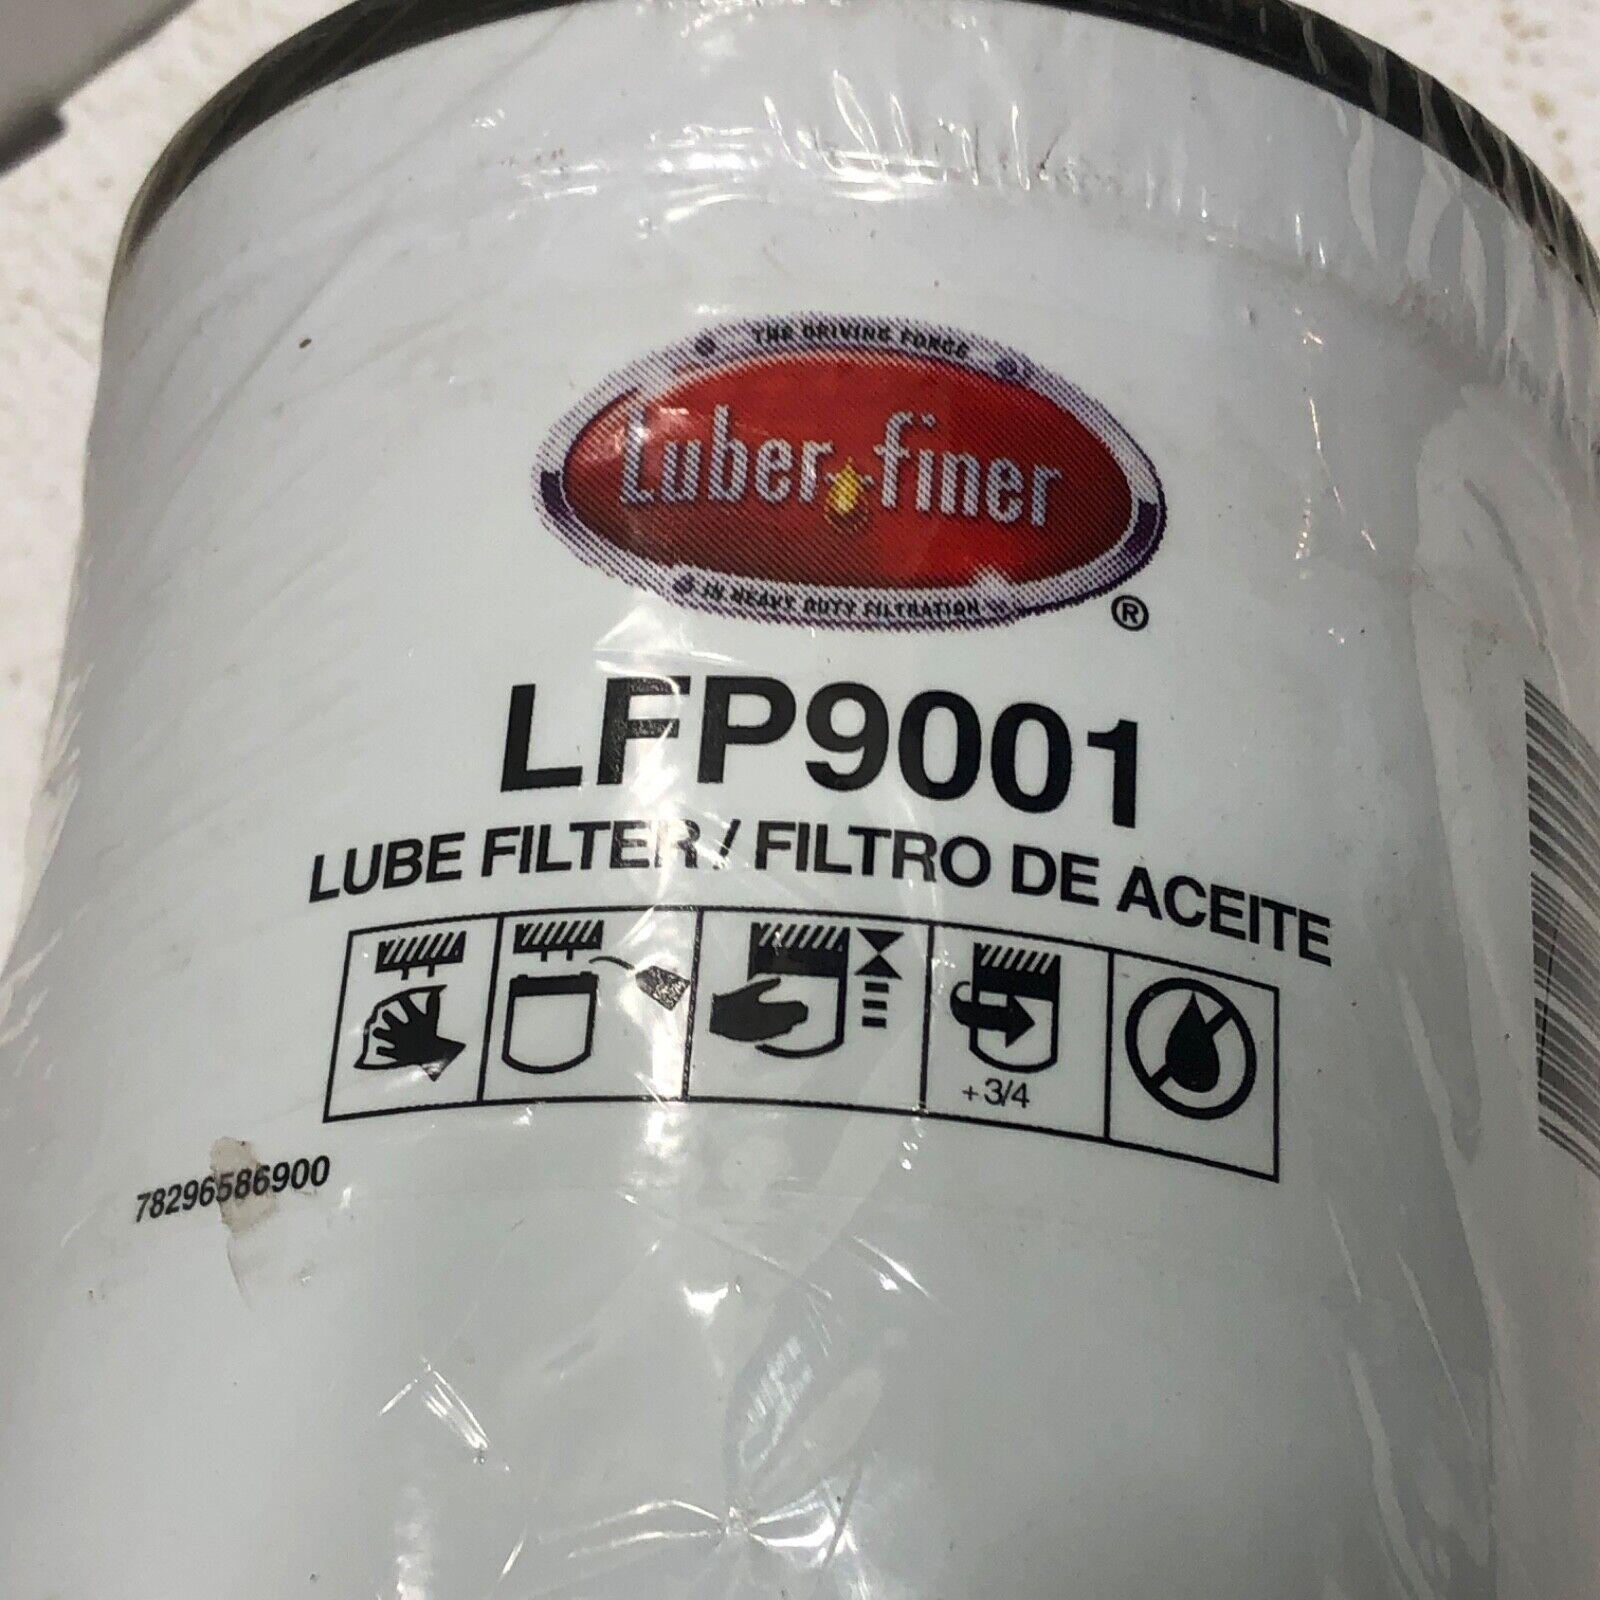 THE DRIVING FORCE
Luber-finer
IN HEAVY DUTY FILTRATION
®
LFP9001
LUBE FILTER / FILTRO DE ACEITE
+3/4
78296586900